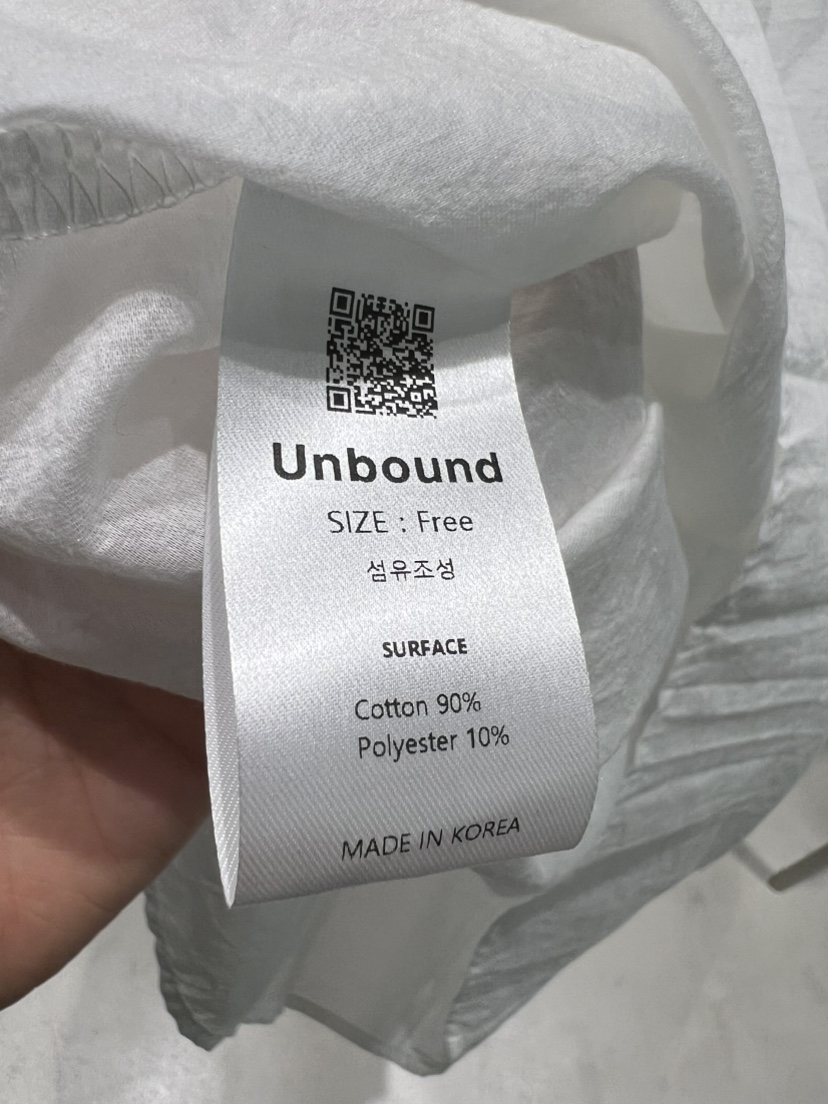 Unbound
SIZE : Free
섬유조성
SURFACE
Cotton 90%
Polyester 10%
MADE IN KOREA